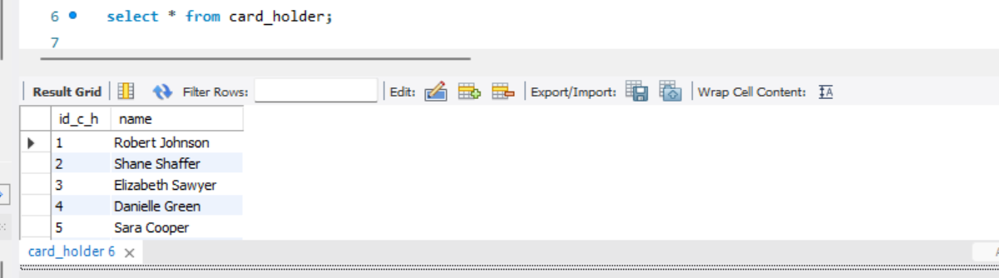 6 select * from card_holder;
7
Result Grid Filter Rows: Edit: Export/Import: Wrap Cell Content: IA
id_c_h name
1 Robert Johnson
2 Shane Shaffer
3 Elizabeth Sawyer
4 Danielle Green
5 Sara Cooper
card_holder 6 ×